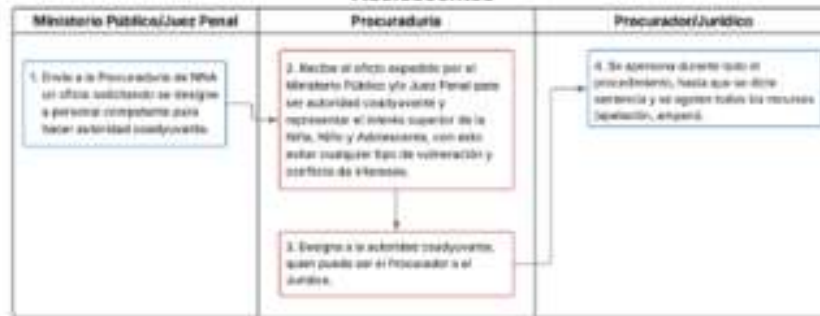 Ministerio Público/Juez Penal
Procuraduría
Procurador/Jurídico
1. Envía a la Procuraduría de NNA
un oficio solicitando se designe
a personal competente para
hacer autoridad coadyuvante.
2. Recibe el oficio expedido por el
Ministerio Público y/o Juez Penal para
ser autoridad coadyuvante y
representar el interés superior de la
Niña, Niño y Adolescente, con esto
evitar cualquier tipo de vulneración y
conflicto de intereses.
3. Designa a la autoridad coadyuvante,
quien puede ser el Procurador o el
Jurídico.
4. Se apersona durante todo el
procedimiento, hasta que se dicte
sentencia y se agoten todos los recursos
(apelación, amparo).